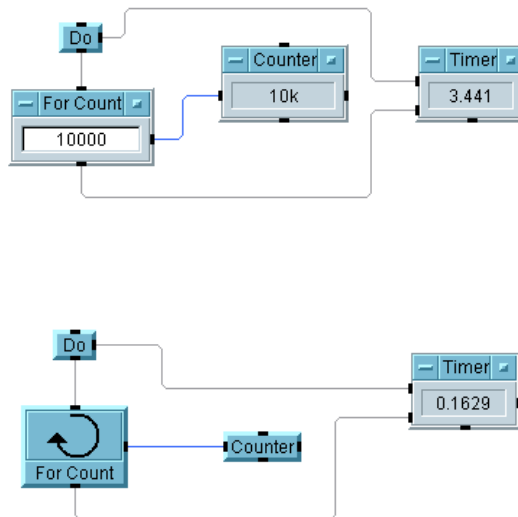 Do
Counter
Timer
For Count
10k
3.441
10000
Do
Timer
0.1629
Counter
For Count